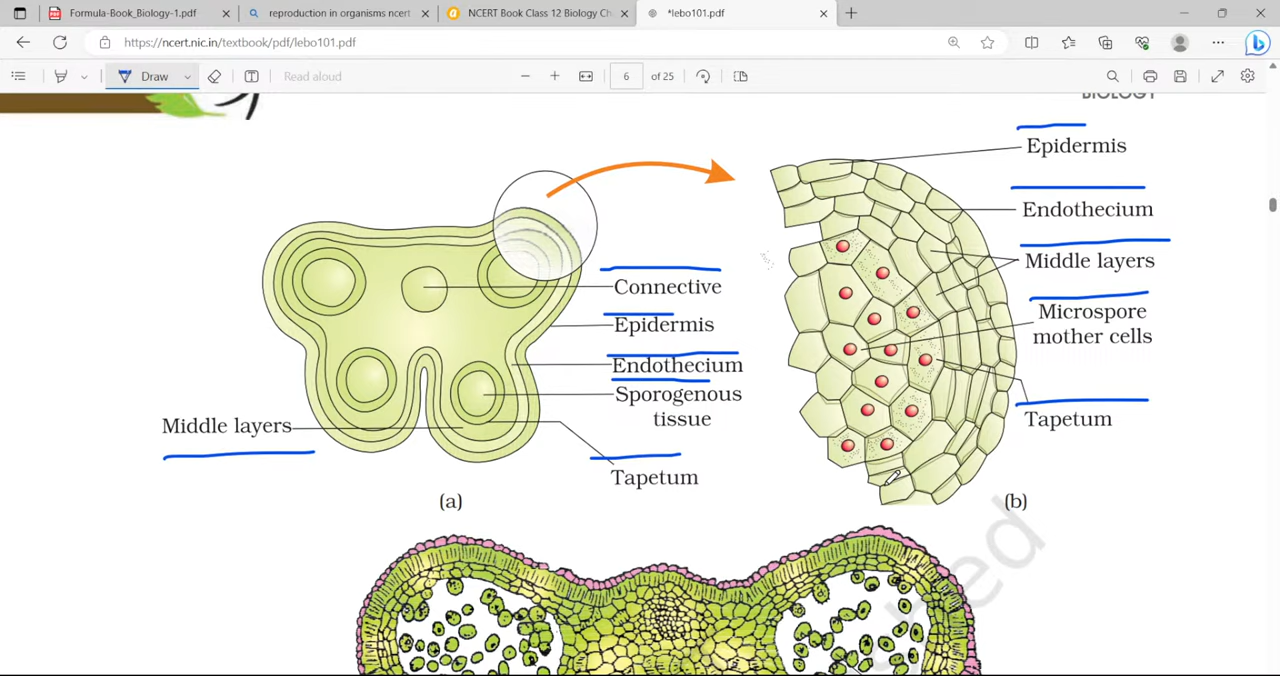 Formula-Book_Biology-1.pdf
reproduction in organisms ncert
NCERT Book Class 12 Biology Ch
*lebo101.pdf
https://ncert.nic.in/textbook/pdf/lebo101.pdf
Draw
Read aloud
6
of 25
BIOLOGY
Epidermis
Endothecium
Middle layers
Microspore
mother cells
Tapetum
(b)
Connective
Epidermis
Endothecium
Sporogenous
tissue
Middle layers
Tapetum
(a)